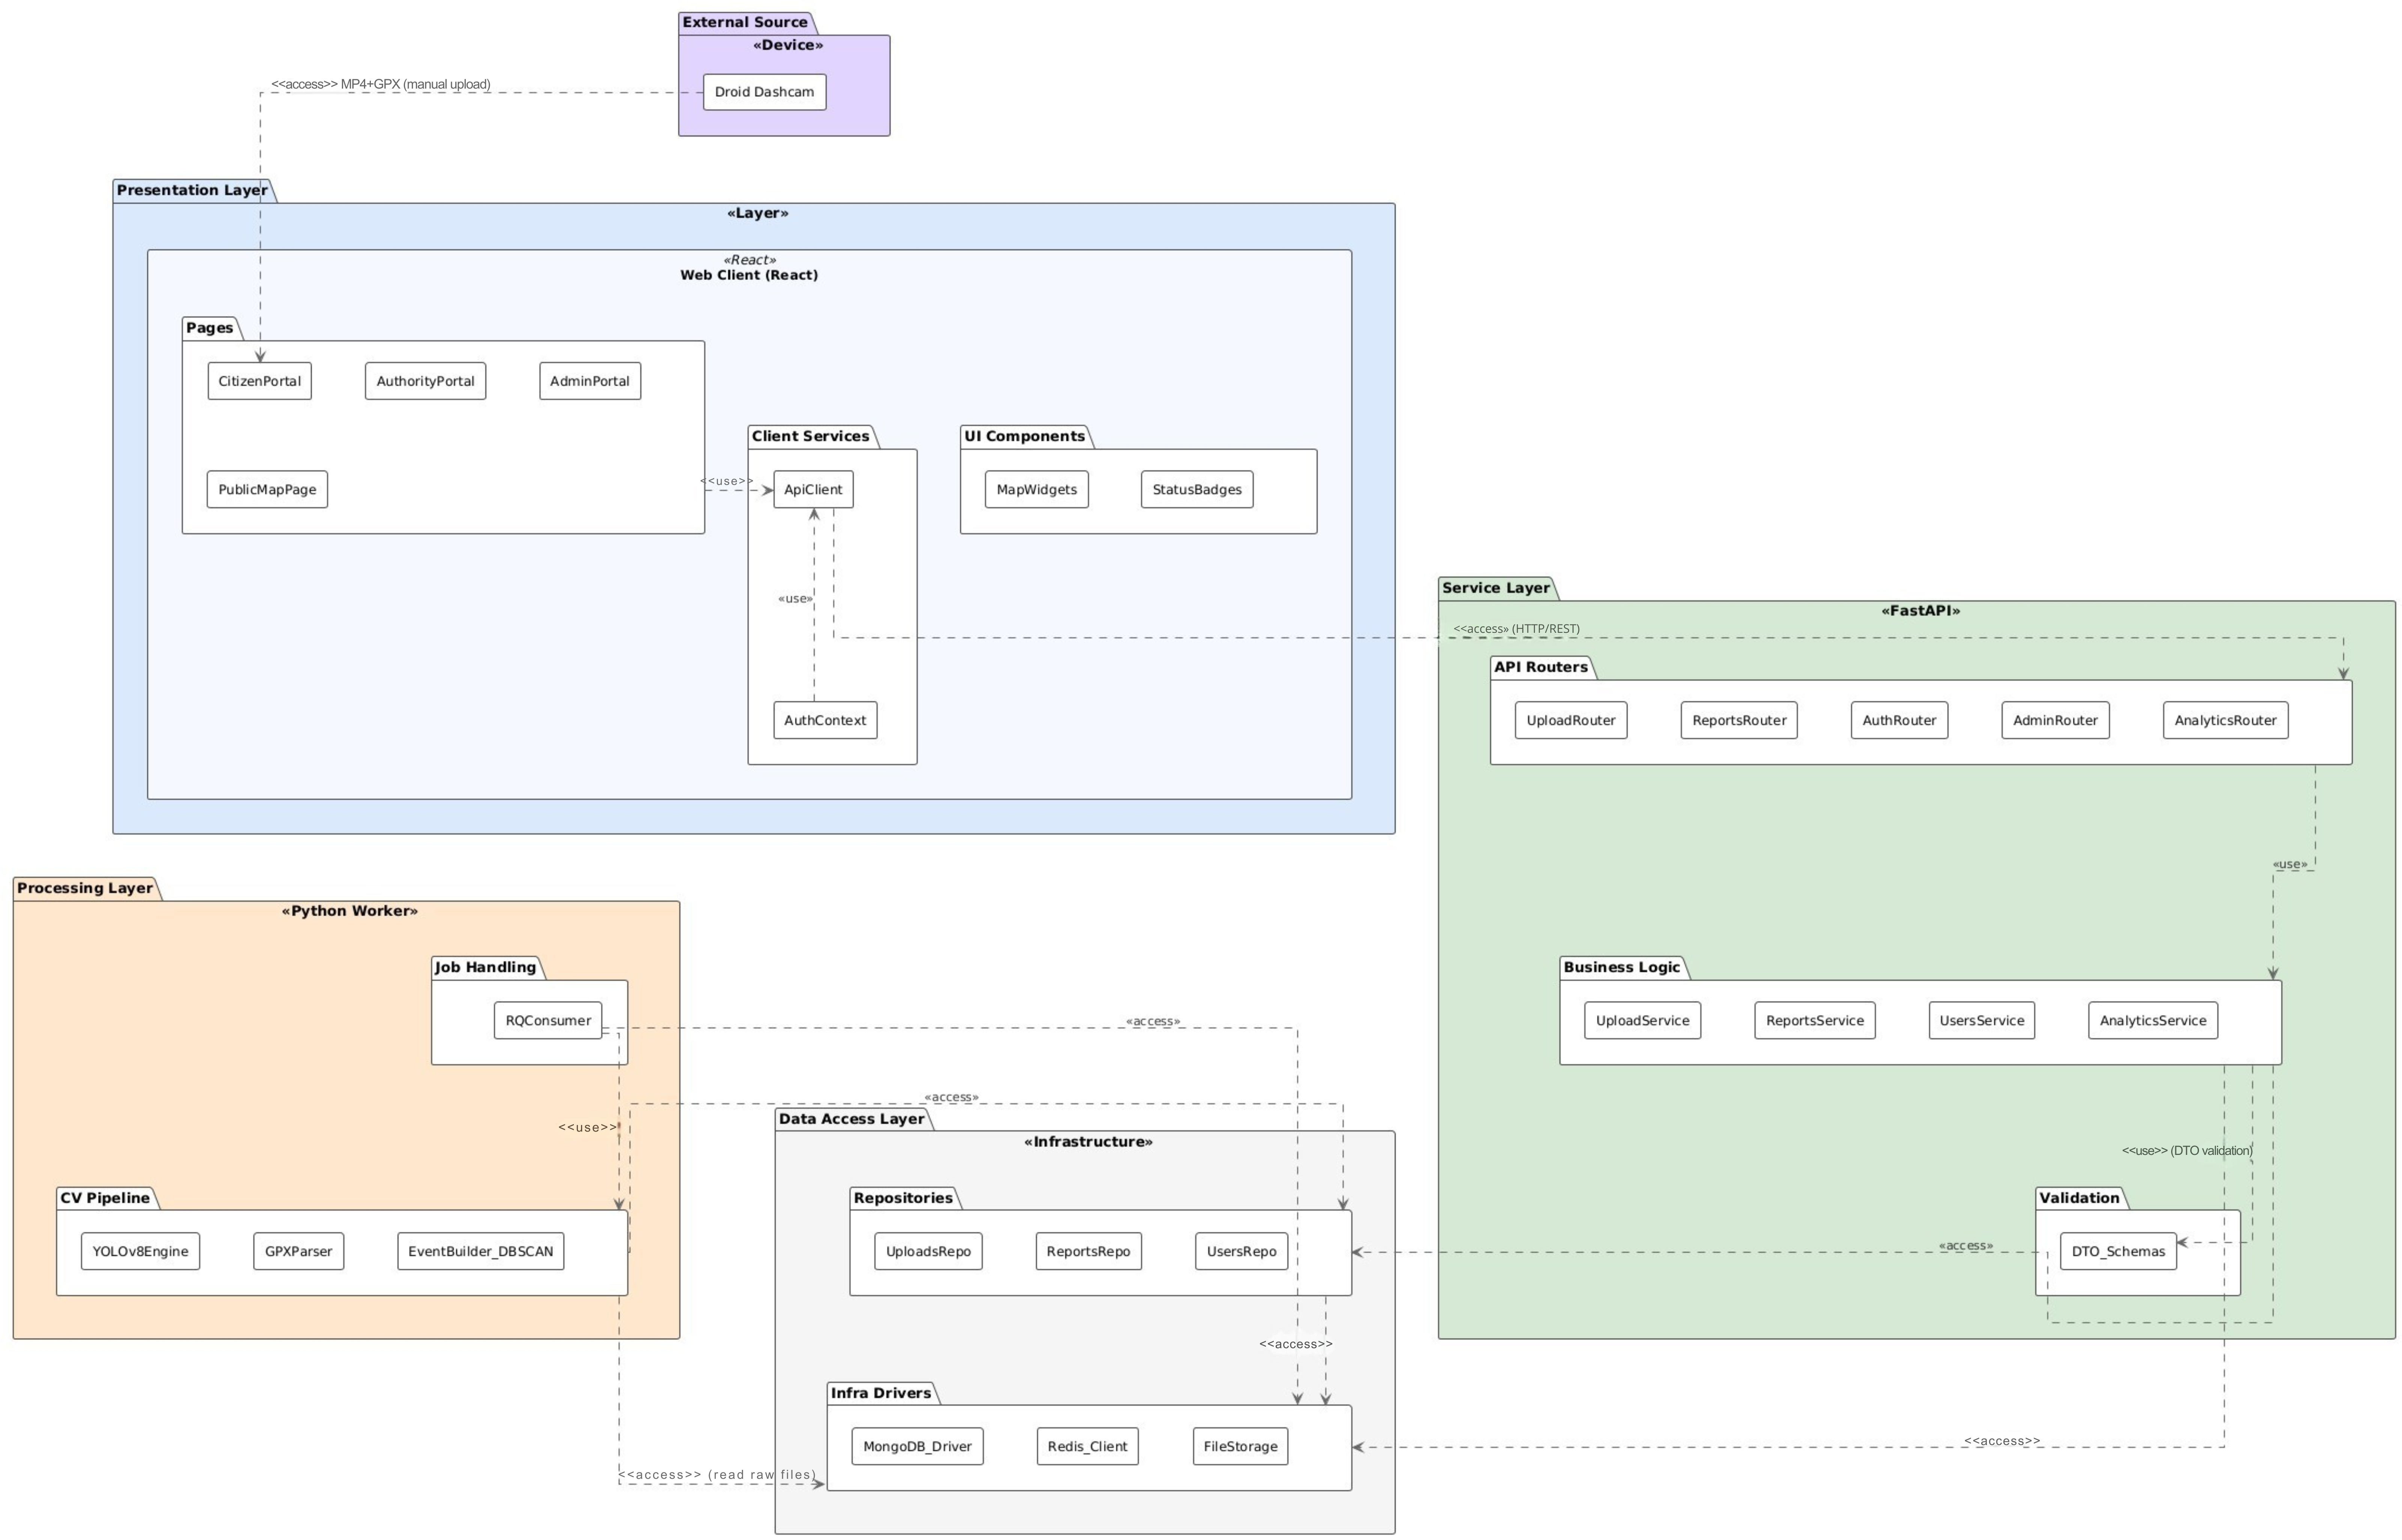 External Source
«Device»
Droid Dashcam
<<access>> MP4+GPX (manual upload)
Presentation Layer
«Layer»
«React»
Web Client (React)
Pages
CitizenPortal
AuthorityPortal
AdminPortal
PublicMapPage
<<use>>
Client Services
ApiClient
«use»
AuthContext
UI Components
MapWidgets
StatusBadges
Service Layer
«FastAPI»
<<access» (HTTP/REST)
API Routers
UploadRouter
ReportsRouter
AuthRouter
AdminRouter
AnalyticsRouter
«use»
Business Logic
UploadService
ReportsService
UsersService
AnalyticsService
<<use>> (DTO validation)
Validation
DTO_Schemas
«access»
<<access>>
Processing Layer
«Python Worker»
Job Handling
RQConsumer
«access»
<<use>>
«access»
CV Pipeline
YOLOv8Engine
GPXParser
EventBuilder_DBSCAN
<<access>> (read raw files)
Data Access Layer
«Infrastructure»
Repositories
UploadsRepo
ReportsRepo
UsersRepo
<<access>>
Infra Drivers
MongoDB_Driver
Redis_Client
FileStorage